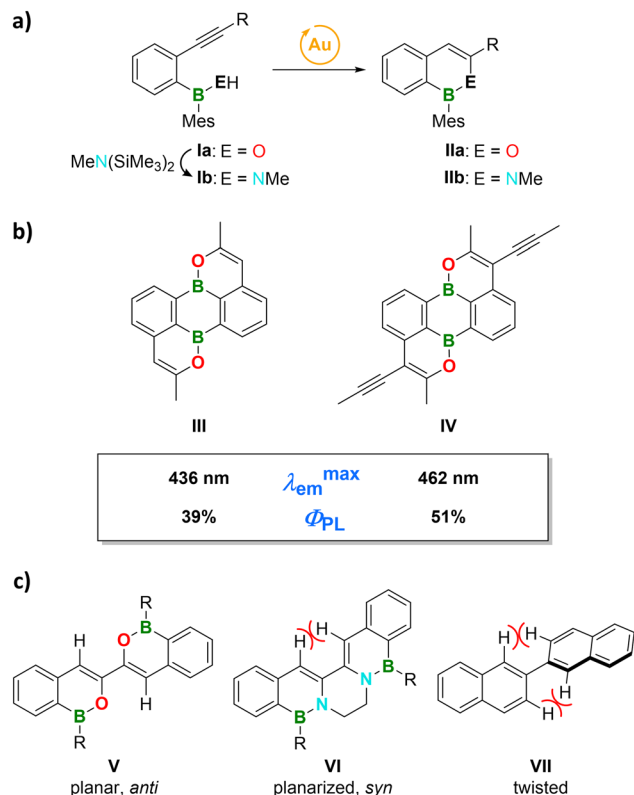 a)
R
Au
R
EH
E
B
B
Mes
Mes
MeN(SiMe3)2
Ia: E = O
IIa: E = O
Ib: E = NMe
IIb: E = NMe
b)
O
B
B
O
O
B
B
O
III
IV
436 nm
λem max
462 nm
39%
ΦPL
51%
c)
R
B
O
H
O
H
B
R
H
H
B
N
R
N
B
R
H
H
H
H
V
VI
VII
planar, anti
planarized, syn
twisted